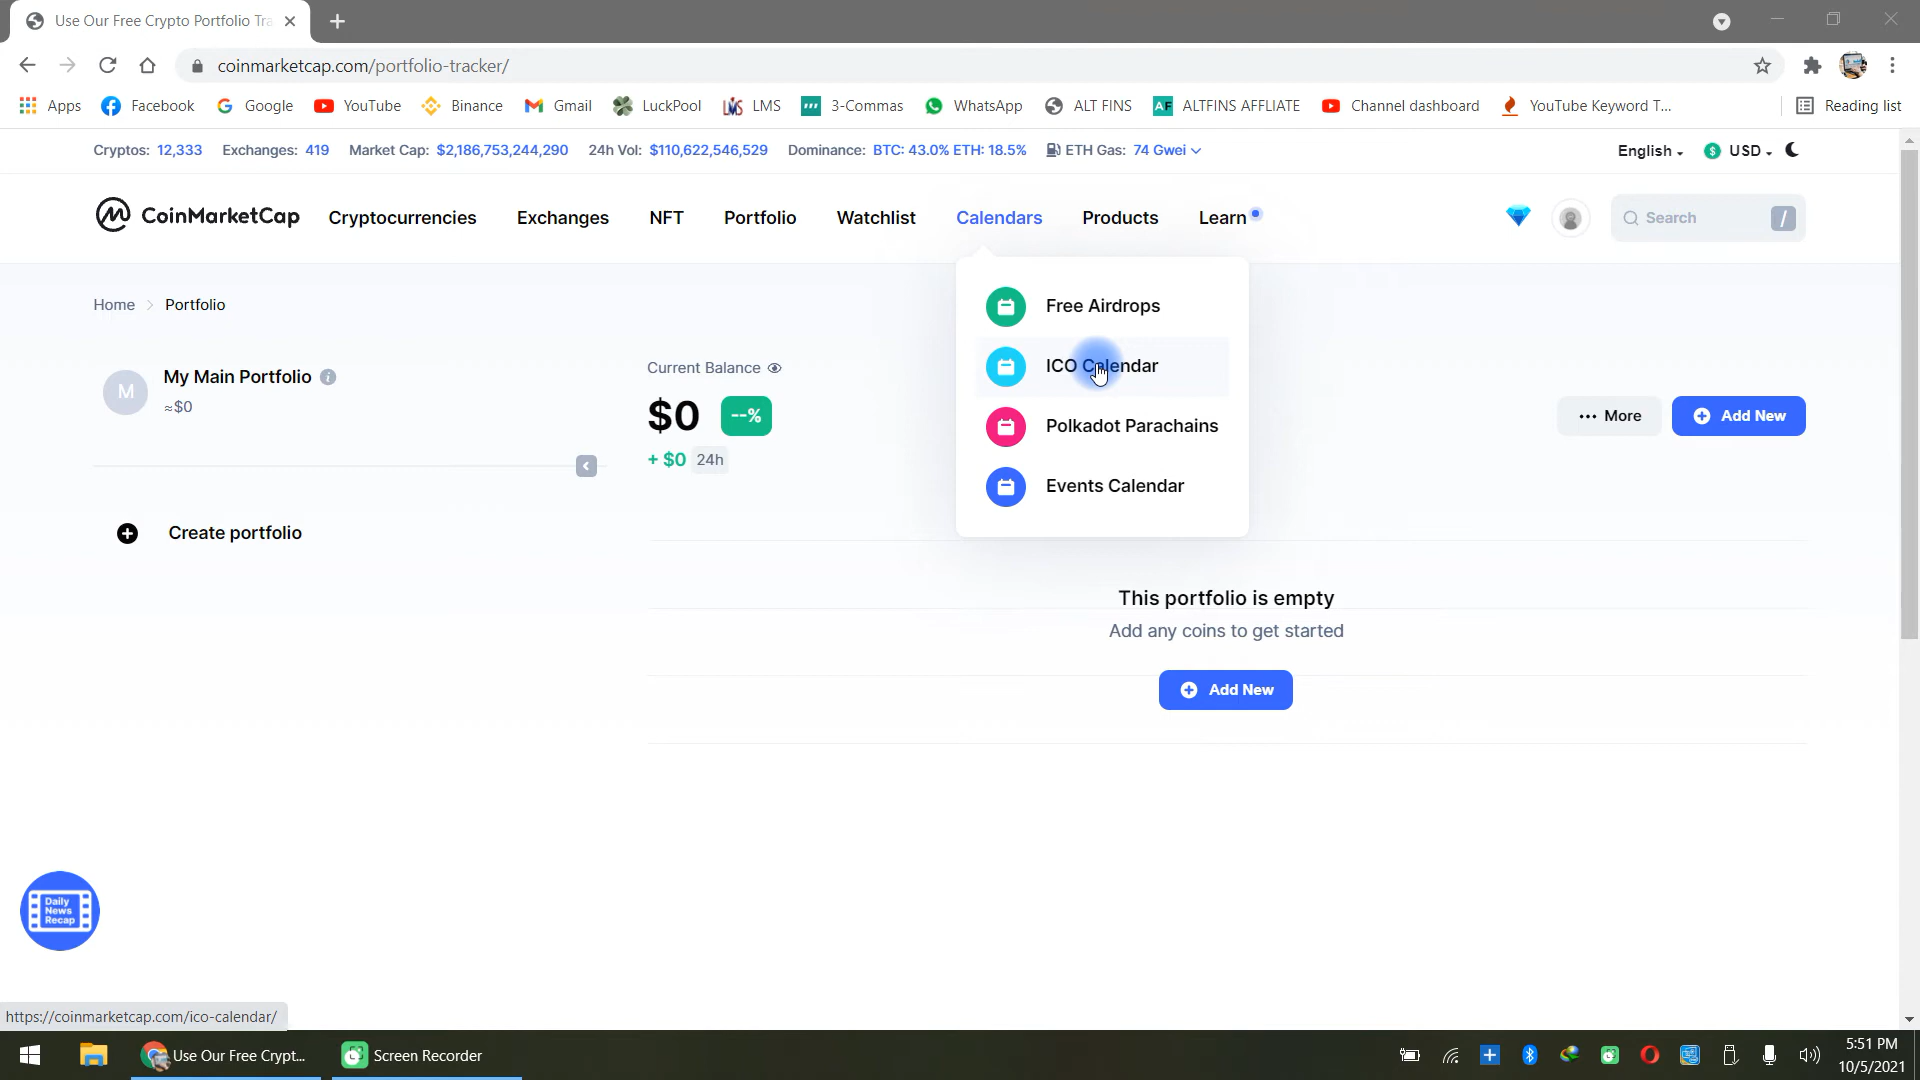 Use Our Free Crypto Portfolio Tra
coinmarketcap.com/portfolio-tracker/
Apps Facebook Google YouTube Binance Gmail LuckPool LMS 3-Commas WhatsApp ALT FINS AF ALTFINS AFFLIATE Channel dashboard YouTube Keyword T... Reading list
Cryptos: 12,333 Exchanges: 419 Market Cap: $2,186,753,244,290 24h Vol: $110,622,546,529 Dominance: BTC: 43.0% ETH: 18.5% ETH Gas: 74 Gwei English $ USD
CoinMarketCap Cryptocurrencies Exchanges NFT Portfolio Watchlist Calendars Products Learn Search /
Home > Portfolio
Free Airdrops
ICO Calendar
Polkadot Parachains
Events Calendar
M My Main Portfolio i
≈$0
Create portfolio
Current Balance
$0 --%
+ $0 24h
More Add New
This portfolio is empty
Add any coins to get started
Add New
Daily
News
Recap
https://coinmarketcap.com/ico-calendar/
Use Our Free Crypt... Screen Recorder
5:51 PM
10/5/2021